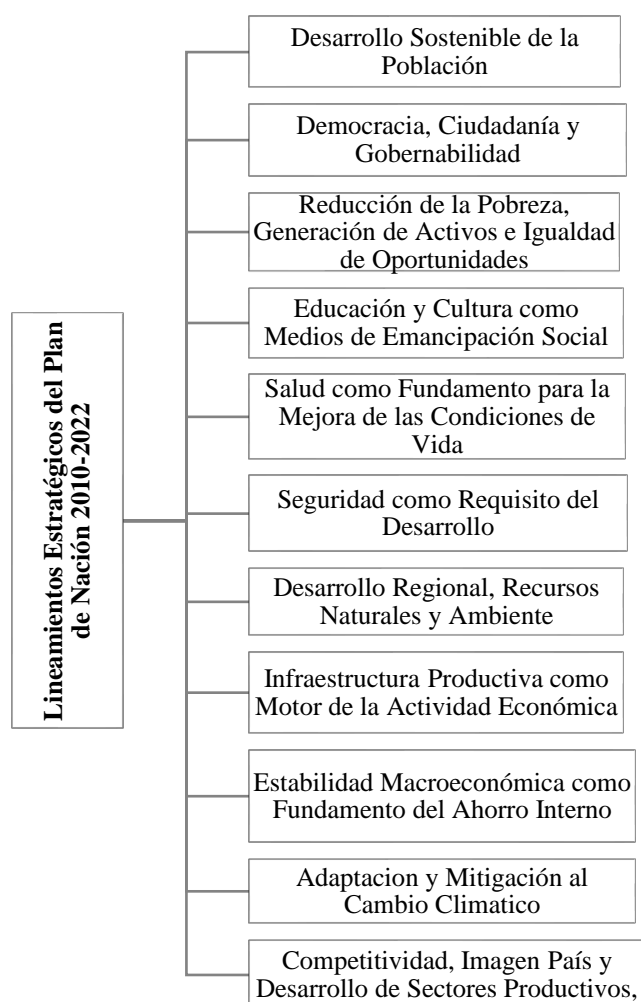 Desarrollo Sostenible de la
Población
Democracia, Ciudadanía y
Gobernabilidad
Reducción de la Pobreza,
Generación de Activos e Igualdad
de Oportunidades
Educación y Cultura como
Medios de Emancipación Social
Salud como Fundamento para la
Mejora de las Condiciones de
Vida
Lineamientos Estratégicos del Plan
de Nación 2010-2022
Seguridad como Requisito del
Desarrollo
Desarrollo Regional, Recursos
Naturales y Ambiente
Infraestructura Productiva como
Motor de la Actividad Económica
Estabilidad Macroeconómica como
Fundamento del Ahorro Interno
Adaptacion y Mitigación al
Cambio Climatico
Competitividad, Imagen País y
Desarrollo de Sectores Productivos,